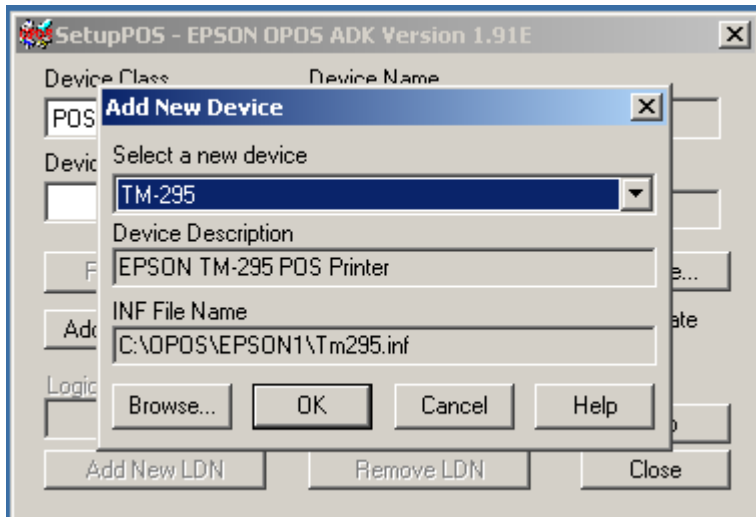 SetupPOS - EPSON OPOS ADK Version 1.91E
Device Class Device Name
POS
Add New Device
Select a new device
TM-295
Device Description
EPSON TM-295 POS Printer
INF File Name
C:\OPOS\EPSON1\Tm295.inf
Browse... OK Cancel Help
Add New LDN Remove LDN Close